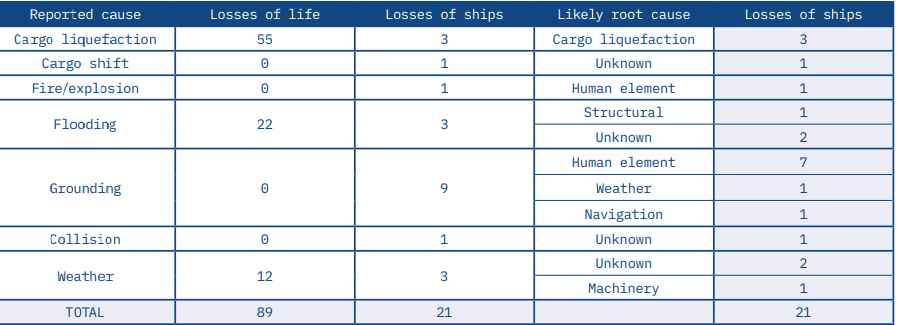 Reported cause Losses of life Losses of ships Likely root cause Losses of ships
Cargo liquefaction 55 3 Cargo liquefaction 3
Cargo shift 0 1 Unknown 1
Fire/explosion 0 1 Human element 1
Flooding 22 3 Structural 1
Unknown 2
Grounding 0 9 Human element 7
Weather 1
Navigation 1
Collision 0 1 Unknown 1
Weather 12 3 Unknown 2
Machinery 1
TOTAL 89 21 21